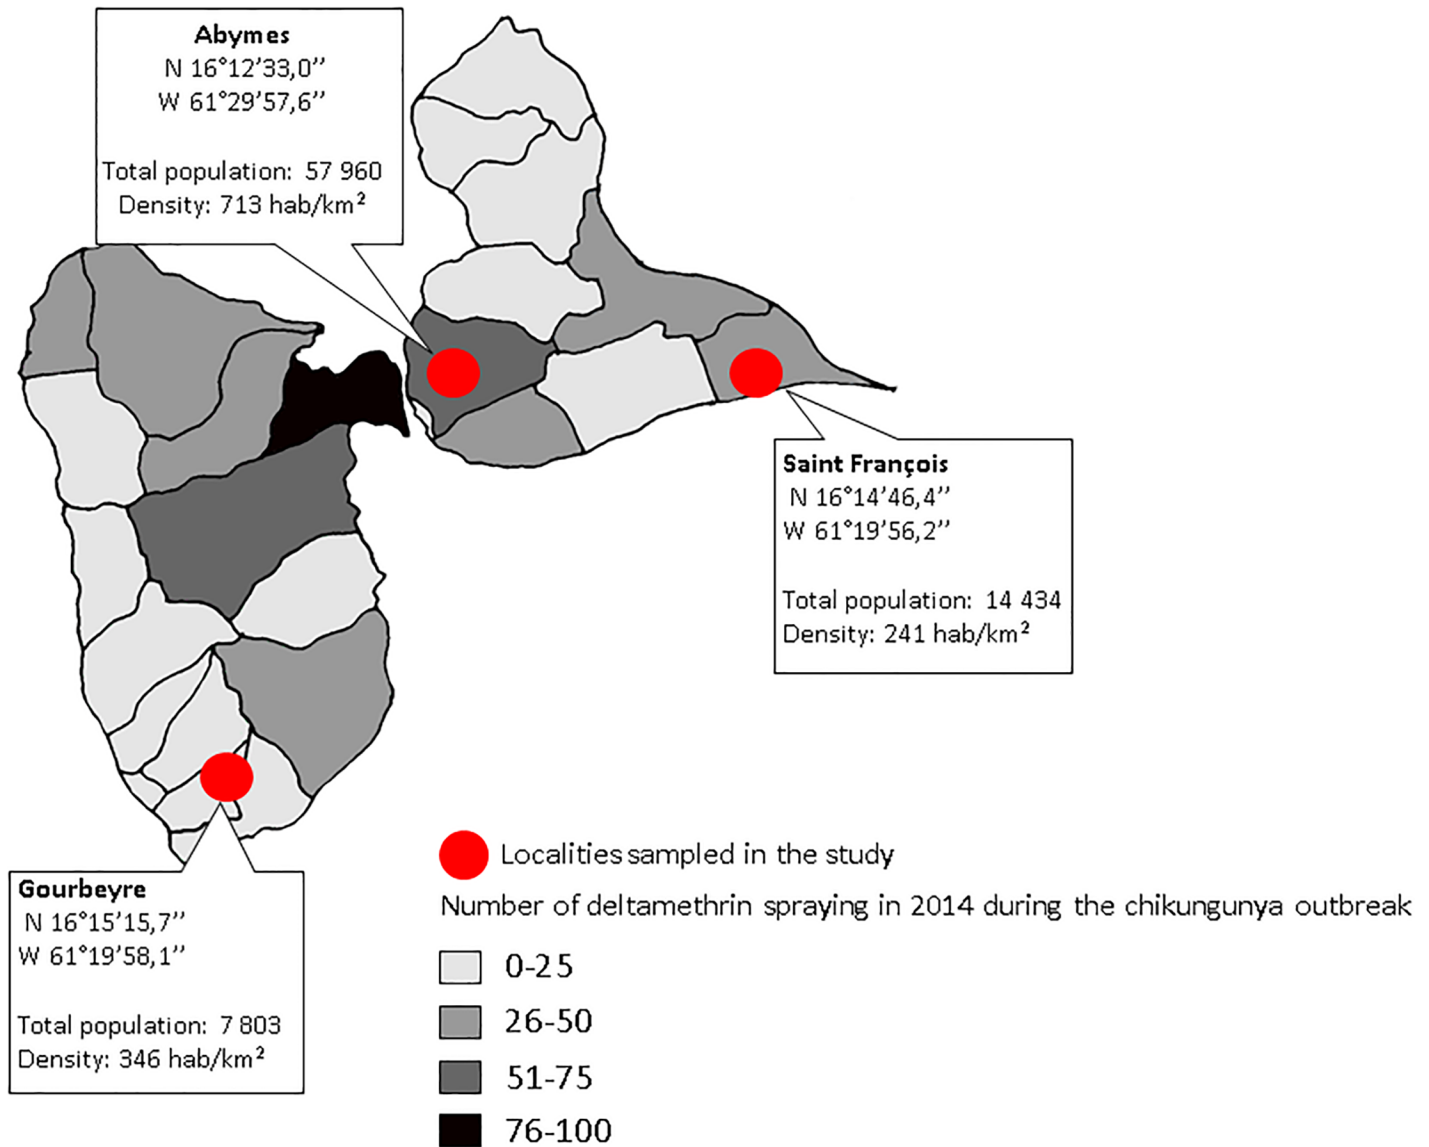 Abymes
N 16°12’33,0’’
W 61°29’57,6’’
Total population: 57 960
Density: 713 hab/km²
Saint François
N 16°14’46,4’’
W 61°19’56,2’’
Total population: 14 434
Density: 241 hab/km²
Gourbeyre
N 16°15’15,7’’
W 61°19’58,1’’
Total population: 7 803
Density: 346 hab/km²
Localities sampled in the study
Number of deltamethrin spraying in 2014 during the chikungunya outbreak
0-25
26-50
51-75
76-100